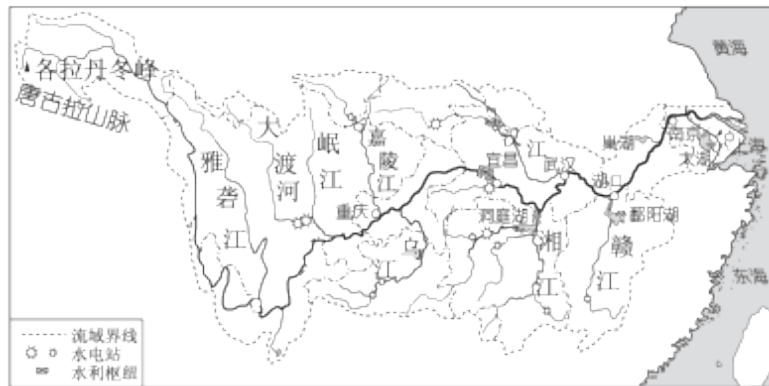 黄海
各拉丹冬峰
唐古拉山脉
大渡河
岷江
嘉陵江
雅砻江
宜昌
江
武汉
湖口
巢湖
南京
太湖
上海
重庆
乌江
洞庭湖
湘江
鄱阳湖
赣江
东海
流域界线
水电站
水利枢纽